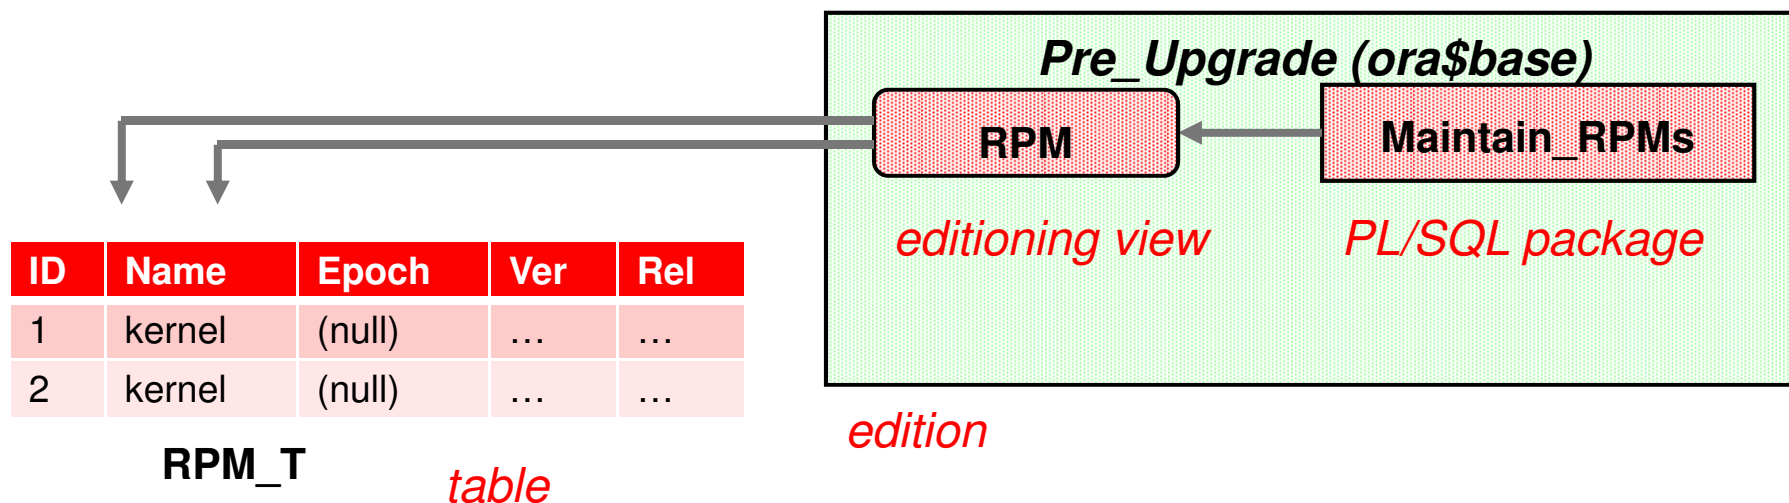 Pre_Upgrade (ora$base)
RPM
Maintain_RPMs
editioning view
PL/SQL package
ID Name Epoch Ver Rel
1 kernel (null) … …
2 kernel (null) … …
edition
RPM_T
table